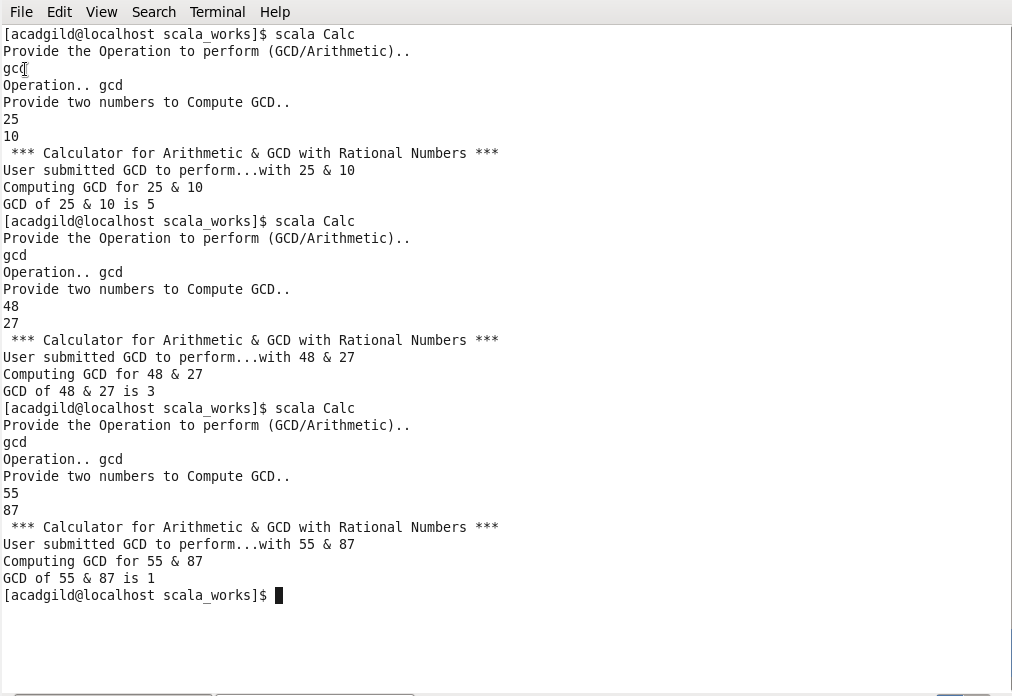 File Edit View Search Terminal Help
[acadgild@localhost scala_works]$ scala Calc
Provide the Operation to perform (GCD/Arithmetic)..
gcd
Operation.. gcd
Provide two numbers to Compute GCD..
25
10
*** Calculator for Arithmetic & GCD with Rational Numbers ***
User submitted GCD to perform...with 25 & 10
Computing GCD for 25 & 10
GCD of 25 & 10 is 5
[acadgild@localhost scala_works]$ scala Calc
Provide the Operation to perform (GCD/Arithmetic)..
gcd
Operation.. gcd
Provide two numbers to Compute GCD..
48
27
*** Calculator for Arithmetic & GCD with Rational Numbers ***
User submitted GCD to perform...with 48 & 27
Computing GCD for 48 & 27
GCD of 48 & 27 is 3
[acadgild@localhost scala_works]$ scala Calc
Provide the Operation to perform (GCD/Arithmetic)..
gcd
Operation.. gcd
Provide two numbers to Compute GCD..
55
87
*** Calculator for Arithmetic & GCD with Rational Numbers ***
User submitted GCD to perform...with 55 & 87
Computing GCD for 55 & 87
GCD of 55 & 87 is 1
[acadgild@localhost scala_works]$